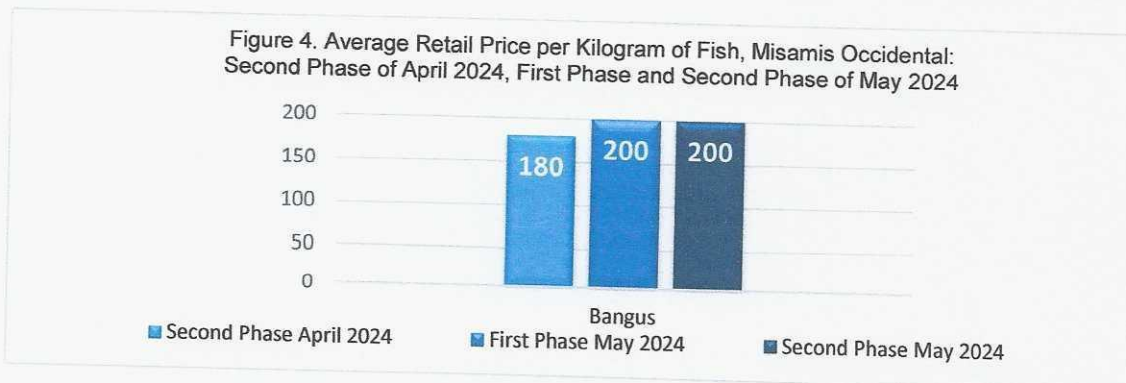 Figure 4. Average Retail Price per Kilogram of Fish, Misamis Occidental:
Second Phase of April 2024, First Phase and Second Phase of May 2024
200
150
100
50
0
180
200
200
Bangus
Second Phase April 2024
First Phase May 2024
Second Phase May 2024